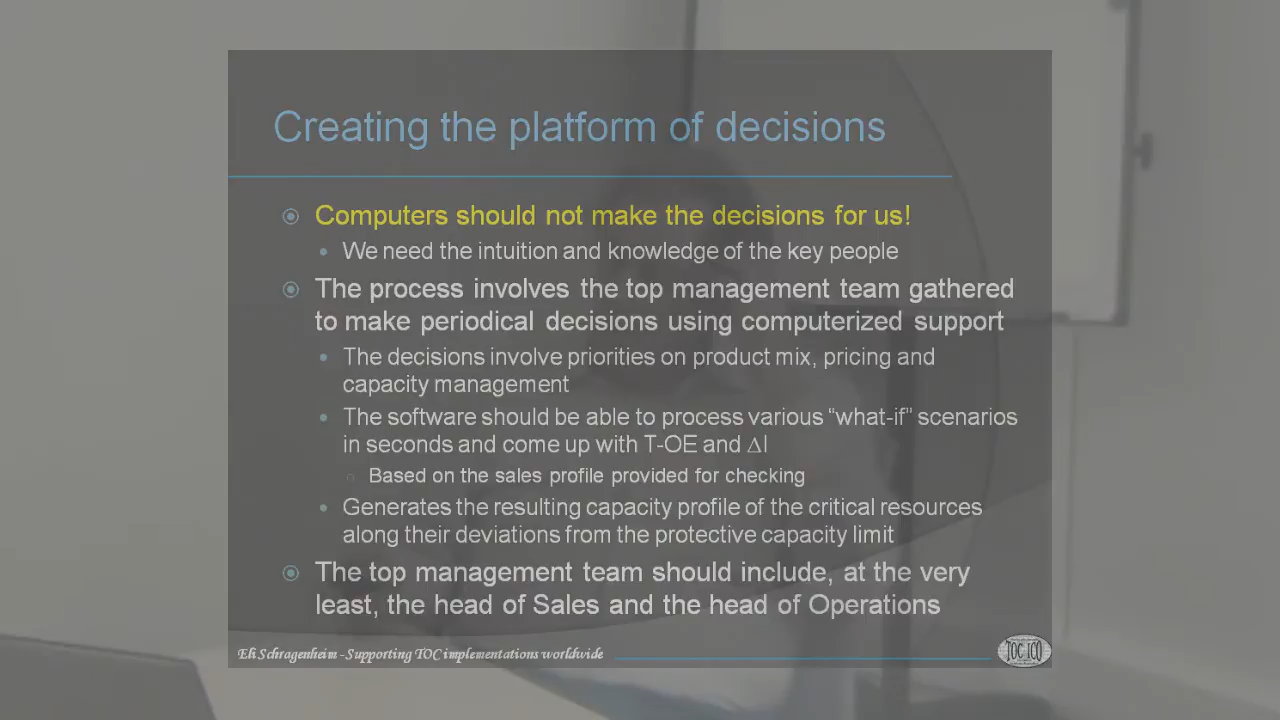 Creating the platform of decisions
Computers should not make the decisions for us!
We need the intuition and knowledge of the key people
The process involves the top management team gathered
to make periodical decisions using computerized support
The decisions involve priorities on product mix, pricing and
capacity management
The software should be able to process various “what-if” scenarios
in seconds and come up with T-OE and ΔI
Based on the sales profile provided for checking
Generates the resulting capacity profile of the critical resources
along their deviations from the protective capacity limit
The top management team should include, at the very
least, the head of Sales and the head of Operations
Eli Schragenheim -Supporting TOC implementations worldwide
TOC ICO